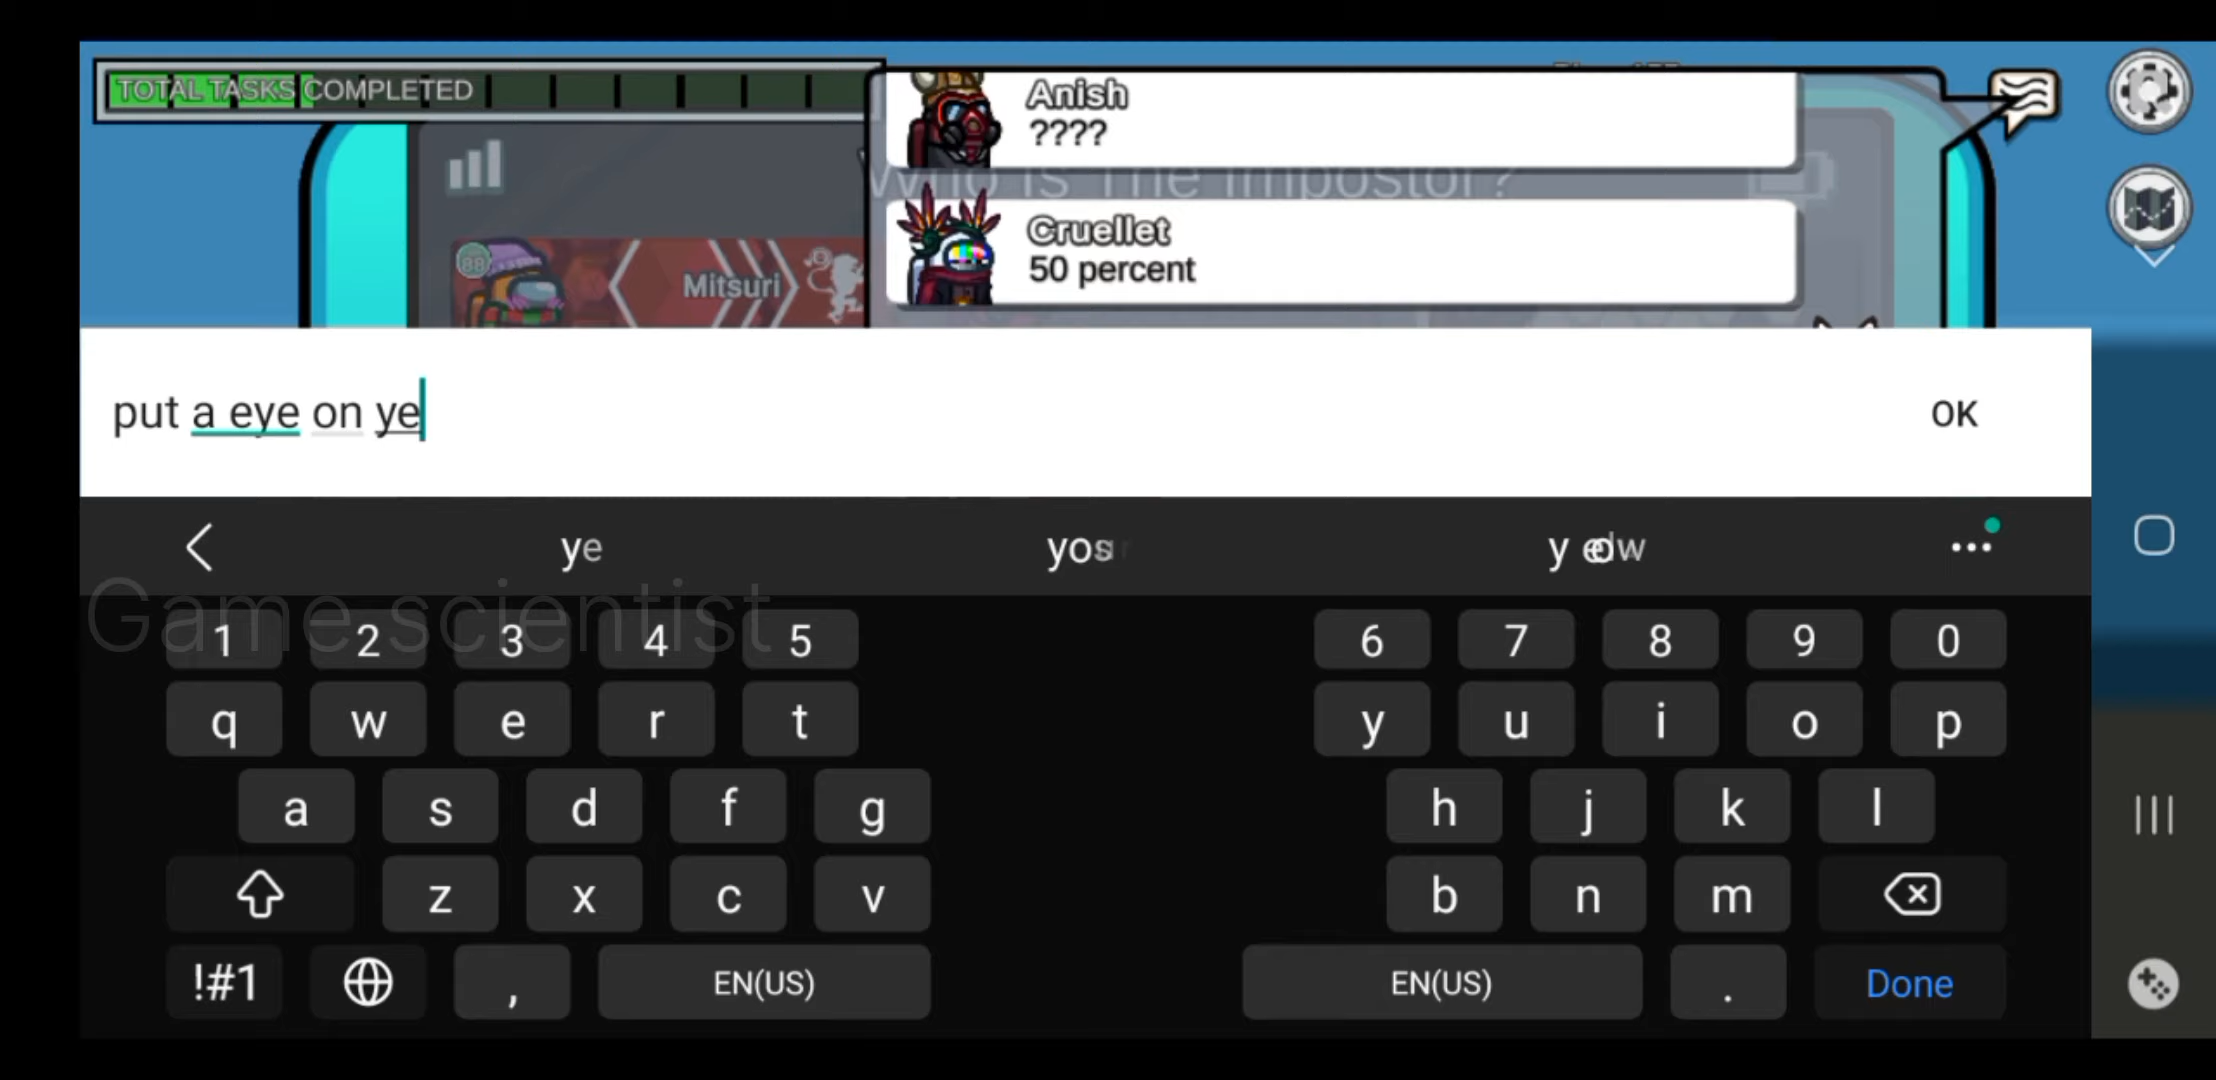 TOTAL TASKS COMPLETED
Anish
????
Who Is The Impostor?
Cruellet
50 percent
88
Mitsuri
put a eye on ye
OK
ye
Game scientist
1 2 3 4 5 6 7 8 9 0
q w e r t y u i o p
a s d f g h j k l
z x c v b n m
!#1 , EN(US) EN(US) . Done